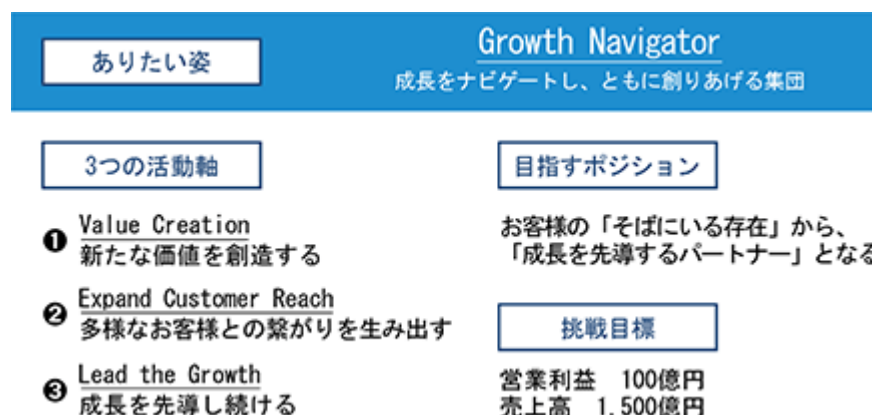 ありたい姿
Growth Navigator
成長をナビゲートし、ともに創りあげる集団
3つの活動軸
❶ Value Creation
新たな価値を創造する
❷ Expand Customer Reach
多様なお客様との繋がりを生み出す
❸ Lead the Growth
成長を先導し続ける
目指すポジション
お客様の「そばにいる存在」から、
「成長を先導するパートナー」となる
挑戦目標
営業利益 100億円
売上高 1,500億円